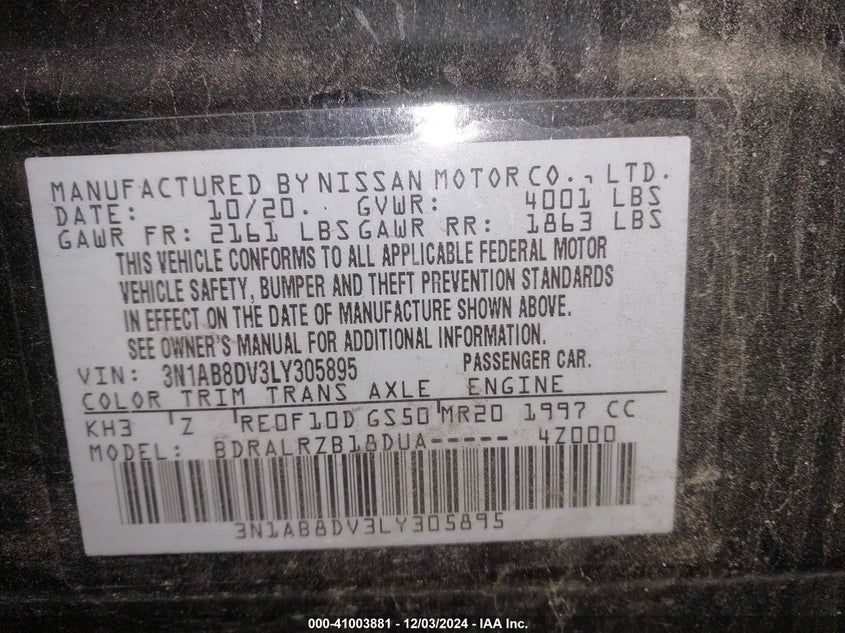 MANUFACTURED BY NISSAN MOTOR CO., LTD.
DATE: 10/20. GVWR: 4001 LBS
GAWR FR: 2161 LBS GAWR RR: 1863 LBS
THIS VEHICLE CONFORMS TO ALL APPLICABLE FEDERAL MOTOR
VEHICLE SAFETY, BUMPER AND THEFT PREVENTION STANDARDS
IN EFFECT ON THE DATE OF MANUFACTURE SHOWN ABOVE.
SEE OWNER'S MANUAL FOR ADDITIONAL INFORMATION.
VIN: 3N1AB8DV3LY305895 PASSENGER CAR.
COLOR TRIM TRANS AXLE ENGINE
KH3 Z RE0F10D GS50 MR20 1997 CC
MODEL: BDRALRZB18DUA----- 4Z000
3N1AB8DV3LY305895
000-41003881 - 12/03/2024 - IAA Inc.